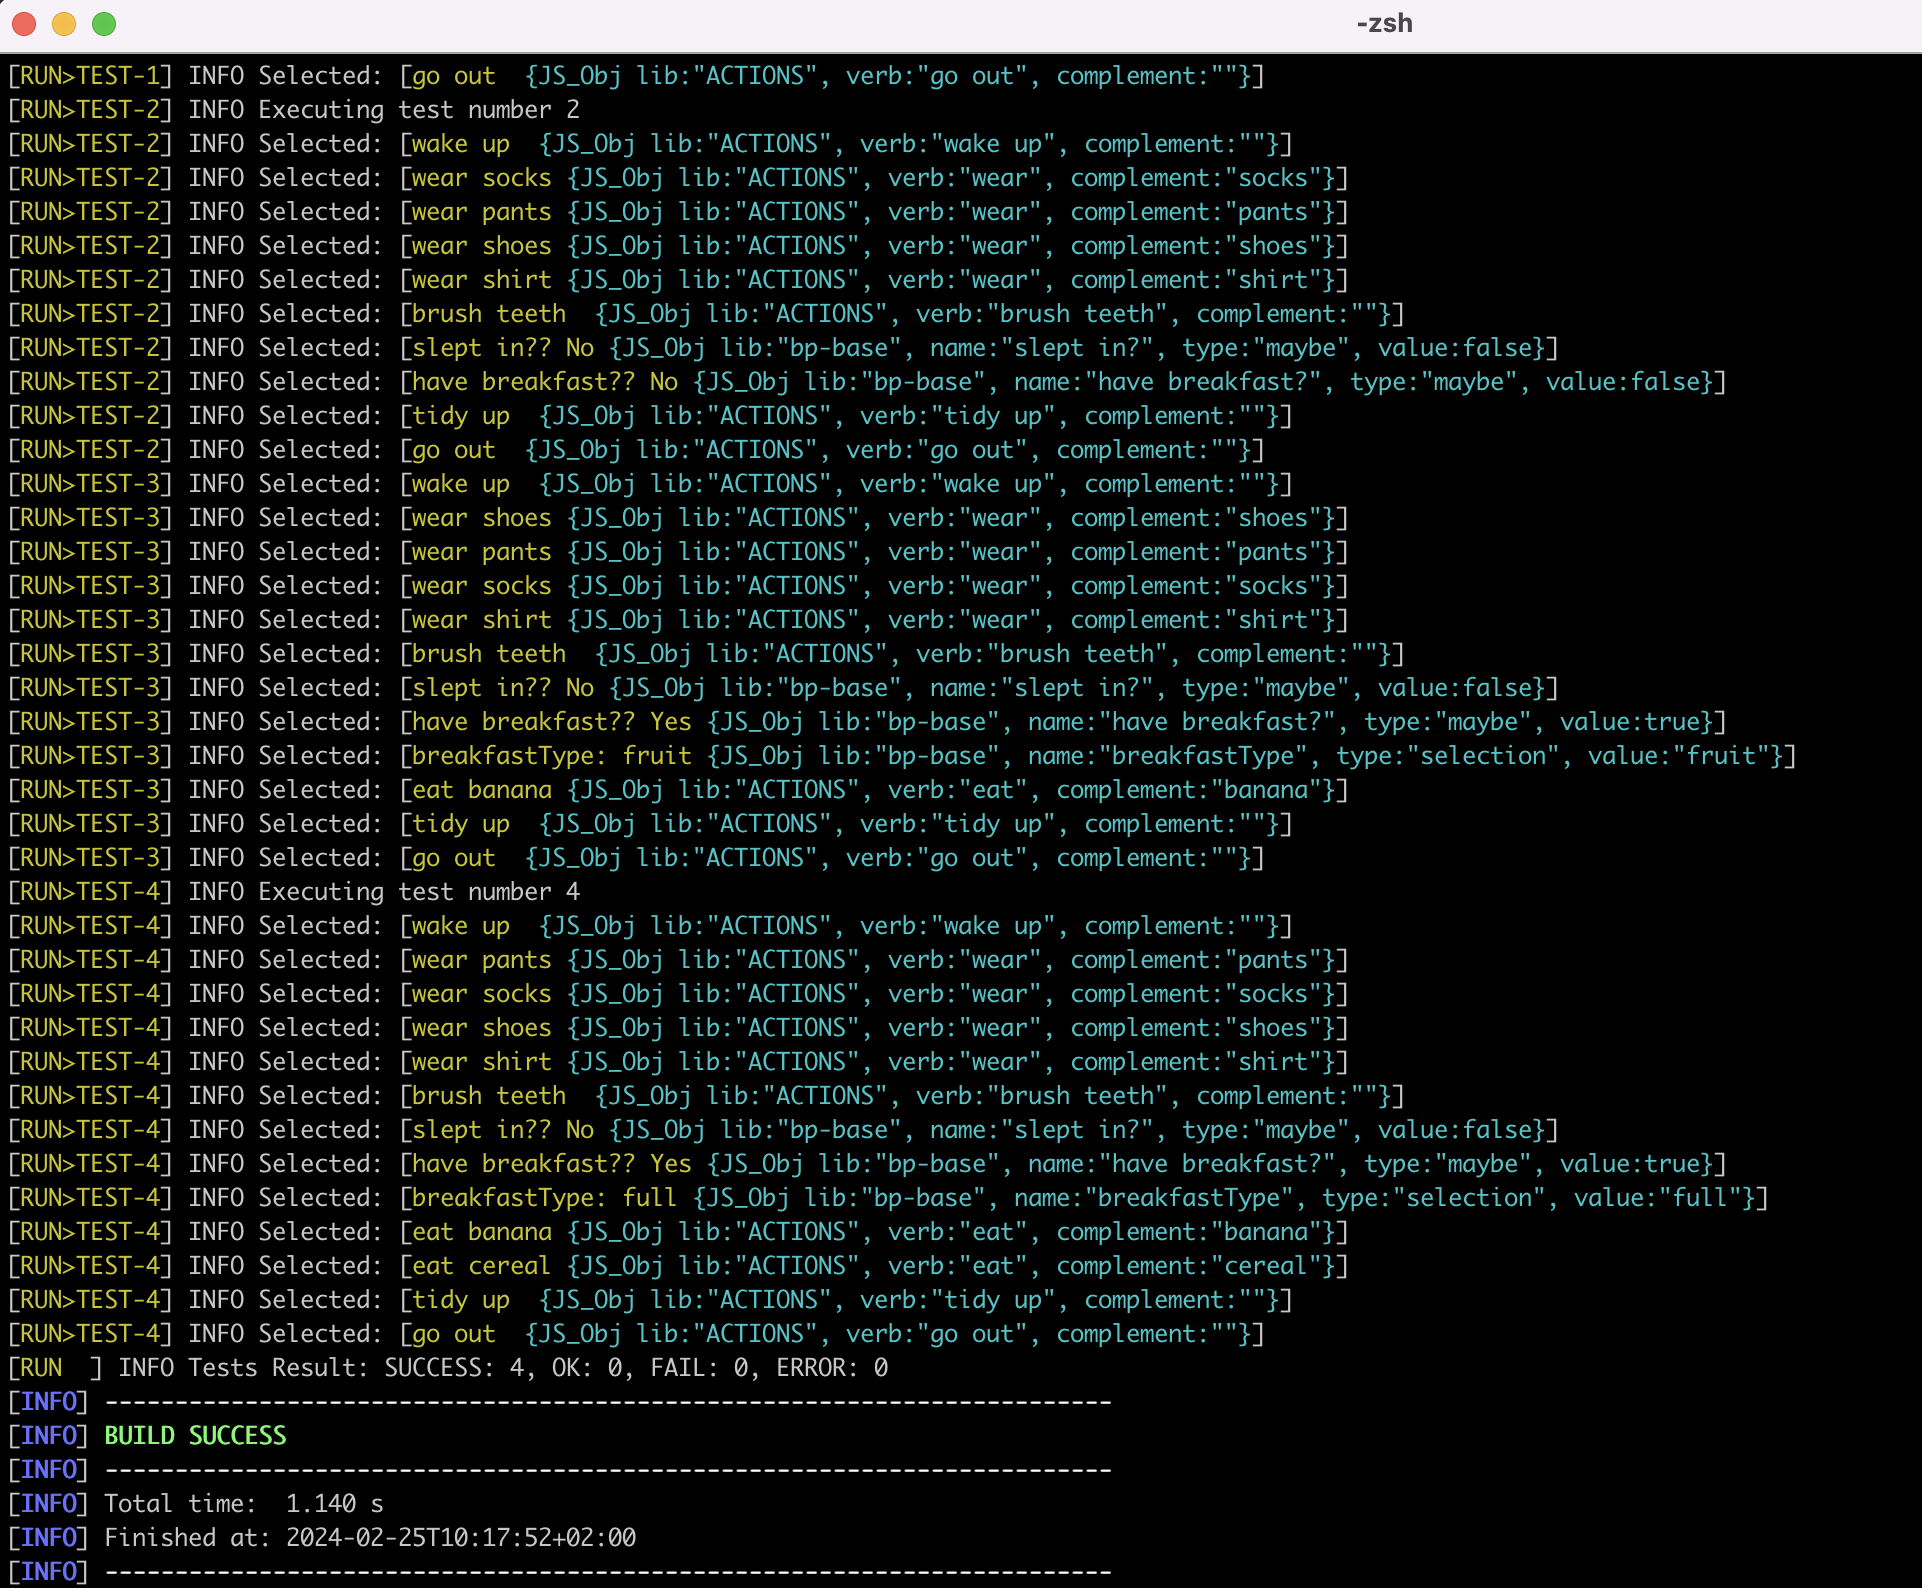 -zsh
[RUN>TEST-1] INFO Selected: [go out  {JS_Obj lib:"ACTIONS", verb:"go out", complement:""}]
[RUN>TEST-2] INFO Executing test number 2
[RUN>TEST-2] INFO Selected: [wake up  {JS_Obj lib:"ACTIONS", verb:"wake up", complement:""}]
[RUN>TEST-2] INFO Selected: [wear socks {JS_Obj lib:"ACTIONS", verb:"wear", complement:"socks"}]
[RUN>TEST-2] INFO Selected: [wear pants {JS_Obj lib:"ACTIONS", verb:"wear", complement:"pants"}]
[RUN>TEST-2] INFO Selected: [wear shoes {JS_Obj lib:"ACTIONS", verb:"wear", complement:"shoes"}]
[RUN>TEST-2] INFO Selected: [wear shirt {JS_Obj lib:"ACTIONS", verb:"wear", complement:"shirt"}]
[RUN>TEST-2] INFO Selected: [brush teeth  {JS_Obj lib:"ACTIONS", verb:"brush teeth", complement:""}]
[RUN>TEST-2] INFO Selected: [slept in?? No {JS_Obj lib:"bp-base", name:"slept in?", type:"maybe", value:false}]
[RUN>TEST-2] INFO Selected: [have breakfast?? No {JS_Obj lib:"bp-base", name:"have breakfast?", type:"maybe", value:false}]
[RUN>TEST-2] INFO Selected: [tidy up  {JS_Obj lib:"ACTIONS", verb:"tidy up", complement:""}]
[RUN>TEST-2] INFO Selected: [go out  {JS_Obj lib:"ACTIONS", verb:"go out", complement:""}]
[RUN>TEST-3] INFO Selected: [wake up  {JS_Obj lib:"ACTIONS", verb:"wake up", complement:""}]
[RUN>TEST-3] INFO Selected: [wear shoes {JS_Obj lib:"ACTIONS", verb:"wear", complement:"shoes"}]
[RUN>TEST-3] INFO Selected: [wear pants {JS_Obj lib:"ACTIONS", verb:"wear", complement:"pants"}]
[RUN>TEST-3] INFO Selected: [wear socks {JS_Obj lib:"ACTIONS", verb:"wear", complement:"socks"}]
[RUN>TEST-3] INFO Selected: [wear shirt {JS_Obj lib:"ACTIONS", verb:"wear", complement:"shirt"}]
[RUN>TEST-3] INFO Selected: [brush teeth  {JS_Obj lib:"ACTIONS", verb:"brush teeth", complement:""}]
[RUN>TEST-3] INFO Selected: [slept in?? No {JS_Obj lib:"bp-base", name:"slept in?", type:"maybe", value:false}]
[RUN>TEST-3] INFO Selected: [have breakfast?? Yes {JS_Obj lib:"bp-base", name:"have breakfast?", type:"maybe", value:true}]
[RUN>TEST-3] INFO Selected: [breakfastType: fruit {JS_Obj lib:"bp-base", name:"breakfastType", type:"selection", value:"fruit"}]
[RUN>TEST-3] INFO Selected: [eat banana {JS_Obj lib:"ACTIONS", verb:"eat", complement:"banana"}]
[RUN>TEST-3] INFO Selected: [tidy up  {JS_Obj lib:"ACTIONS", verb:"tidy up", complement:""}]
[RUN>TEST-3] INFO Selected: [go out  {JS_Obj lib:"ACTIONS", verb:"go out", complement:""}]
[RUN>TEST-4] INFO Executing test number 4
[RUN>TEST-4] INFO Selected: [wake up  {JS_Obj lib:"ACTIONS", verb:"wake up", complement:""}]
[RUN>TEST-4] INFO Selected: [wear pants {JS_Obj lib:"ACTIONS", verb:"wear", complement:"pants"}]
[RUN>TEST-4] INFO Selected: [wear socks {JS_Obj lib:"ACTIONS", verb:"wear", complement:"socks"}]
[RUN>TEST-4] INFO Selected: [wear shoes {JS_Obj lib:"ACTIONS", verb:"wear", complement:"shoes"}]
[RUN>TEST-4] INFO Selected: [wear shirt {JS_Obj lib:"ACTIONS", verb:"wear", complement:"shirt"}]
[RUN>TEST-4] INFO Selected: [brush teeth  {JS_Obj lib:"ACTIONS", verb:"brush teeth", complement:""}]
[RUN>TEST-4] INFO Selected: [slept in?? No {JS_Obj lib:"bp-base", name:"slept in?", type:"maybe", value:false}]
[RUN>TEST-4] INFO Selected: [have breakfast?? Yes {JS_Obj lib:"bp-base", name:"have breakfast?", type:"maybe", value:true}]
[RUN>TEST-4] INFO Selected: [breakfastType: full {JS_Obj lib:"bp-base", name:"breakfastType", type:"selection", value:"full"}]
[RUN>TEST-4] INFO Selected: [eat banana {JS_Obj lib:"ACTIONS", verb:"eat", complement:"banana"}]
[RUN>TEST-4] INFO Selected: [eat cereal {JS_Obj lib:"ACTIONS", verb:"eat", complement:"cereal"}]
[RUN>TEST-4] INFO Selected: [tidy up  {JS_Obj lib:"ACTIONS", verb:"tidy up", complement:""}]
[RUN>TEST-4] INFO Selected: [go out  {JS_Obj lib:"ACTIONS", verb:"go out", complement:""}]
[RUN  ] INFO Tests Result: SUCCESS: 4, OK: 0, FAIL: 0, ERROR: 0
[INFO] ------------------------------------------------------------------------
[INFO] BUILD SUCCESS
[INFO] ------------------------------------------------------------------------
[INFO] Total time:  1.140 s
[INFO] Finished at: 2024-02-25T10:17:52+02:00
[INFO] ------------------------------------------------------------------------